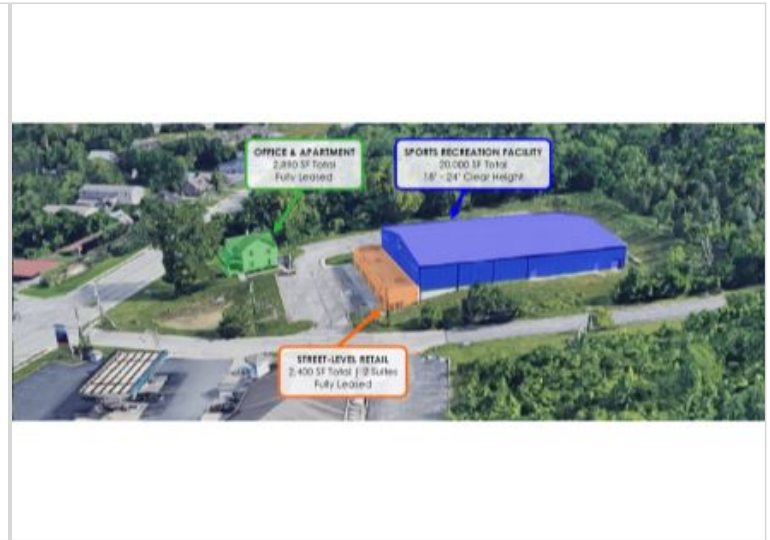 OFFICE & APARTMENT
2,890 SF Total
Fully Leased
SPORTS RECREATION FACILITY
20,000 SF Total
18' - 24' Clear Height
STREET-LEVEL RETAIL
2,400 SF Total | 2 Suites
Fully Leased